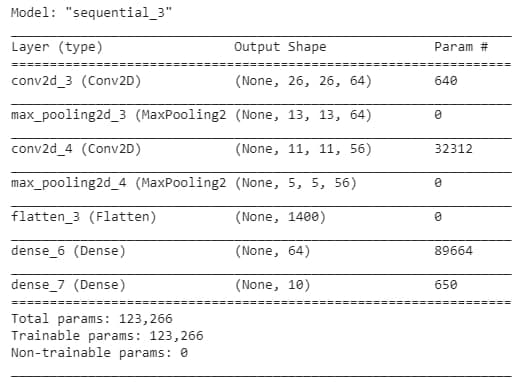 Model: "sequential_3"
Layer (type) Output Shape Param #
conv2d_3 (Conv2D) (None, 26, 26, 64) 640
max_pooling2d_3 (MaxPooling2 (None, 13, 13, 64) 0
conv2d_4 (Conv2D) (None, 11, 11, 56) 32312
max_pooling2d_4 (MaxPooling2 (None, 5, 5, 56) 0
flatten_3 (Flatten) (None, 1400) 0
dense_6 (Dense) (None, 64) 89664
dense_7 (Dense) (None, 10) 650
Total params: 123,266
Trainable params: 123,266
Non-trainable params: 0